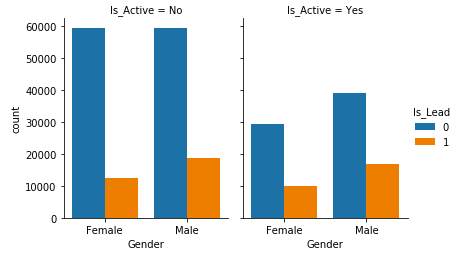 Is_Active = No
Is_Active = Yes
60000
50000
40000
30000
20000
10000
0
count
Female
Male
Gender
Female
Male
Gender
Is_Lead
0
1